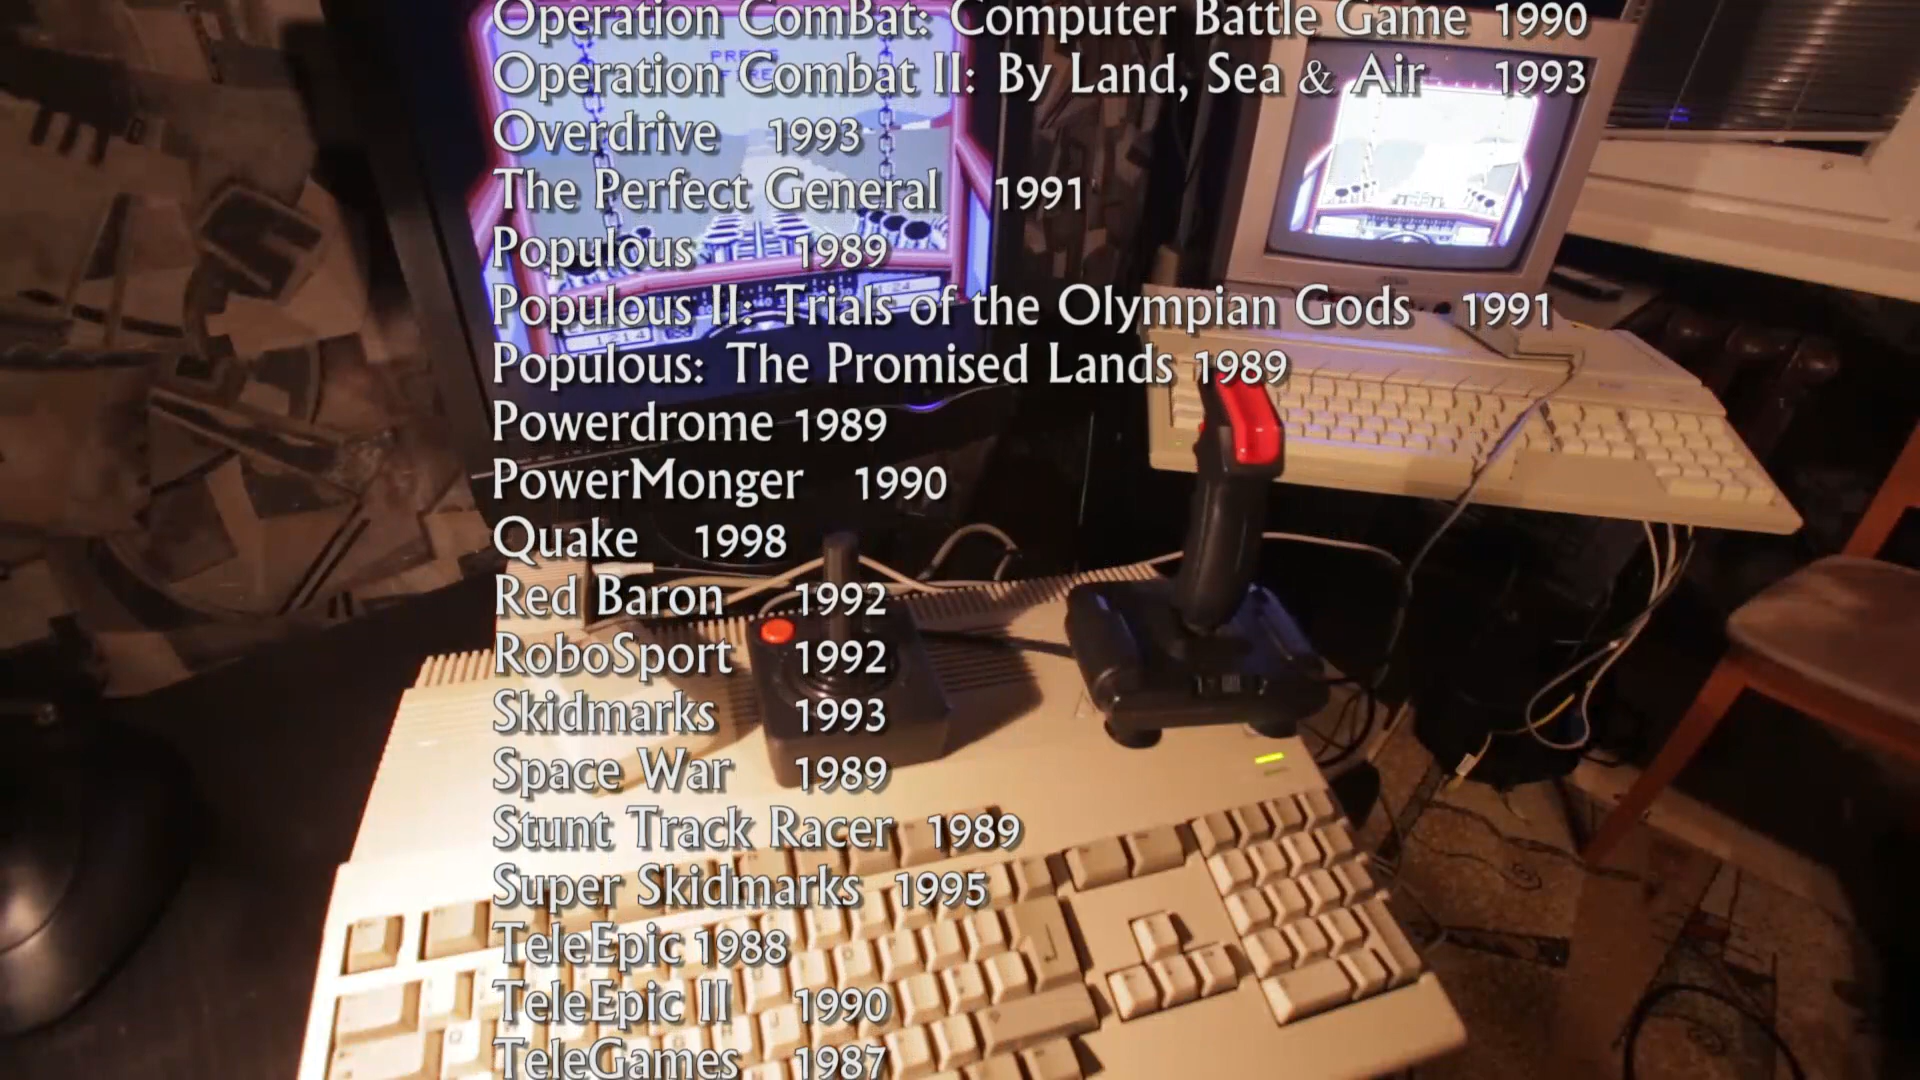 Operation ComBat: Computer Battle Game 1990
Operation Combat II: By Land, Sea & Air 1993
Overdrive 1993
The Perfect General 1991
Populous 1989
Populous II: Trials of the Olympian Gods 1991
Populous: The Promised Lands 1989
Powerdrome 1989
PowerMonger 1990
Quake 1998
Red Baron 1992
RoboSport 1992
Skidmarks 1993
Space War 1989
Stunt Track Racer 1989
Super Skidmarks 1995
TeleEpic 1988
TeleEpic II 1990
TeleGames 1987
PRESS
FIRE